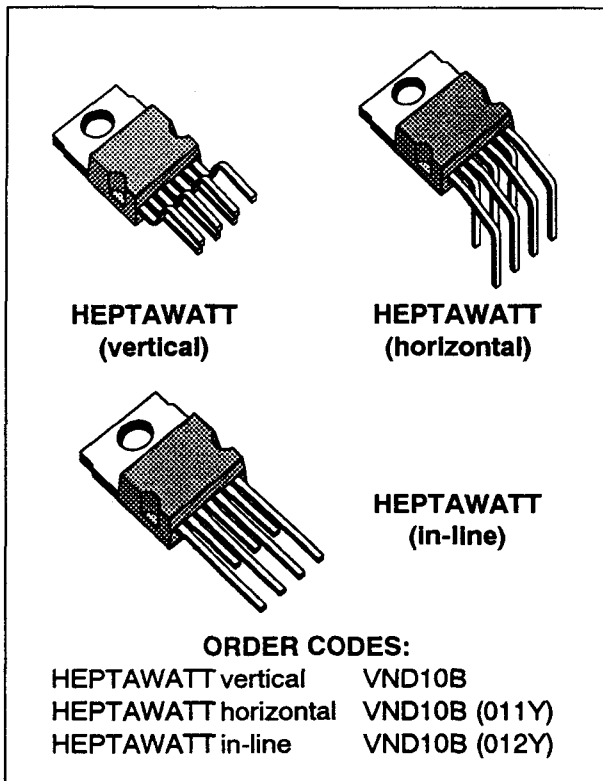 HEPTAWATT
(vertical)
HEPTAWATT
(horizontal)
HEPTAWATT
(in-line)
ORDER CODES:
HEPTAWATT vertical VND10B
HEPTAWATT horizontal VND10B (011Y)
HEPTAWATT in-line VND10B (012Y)